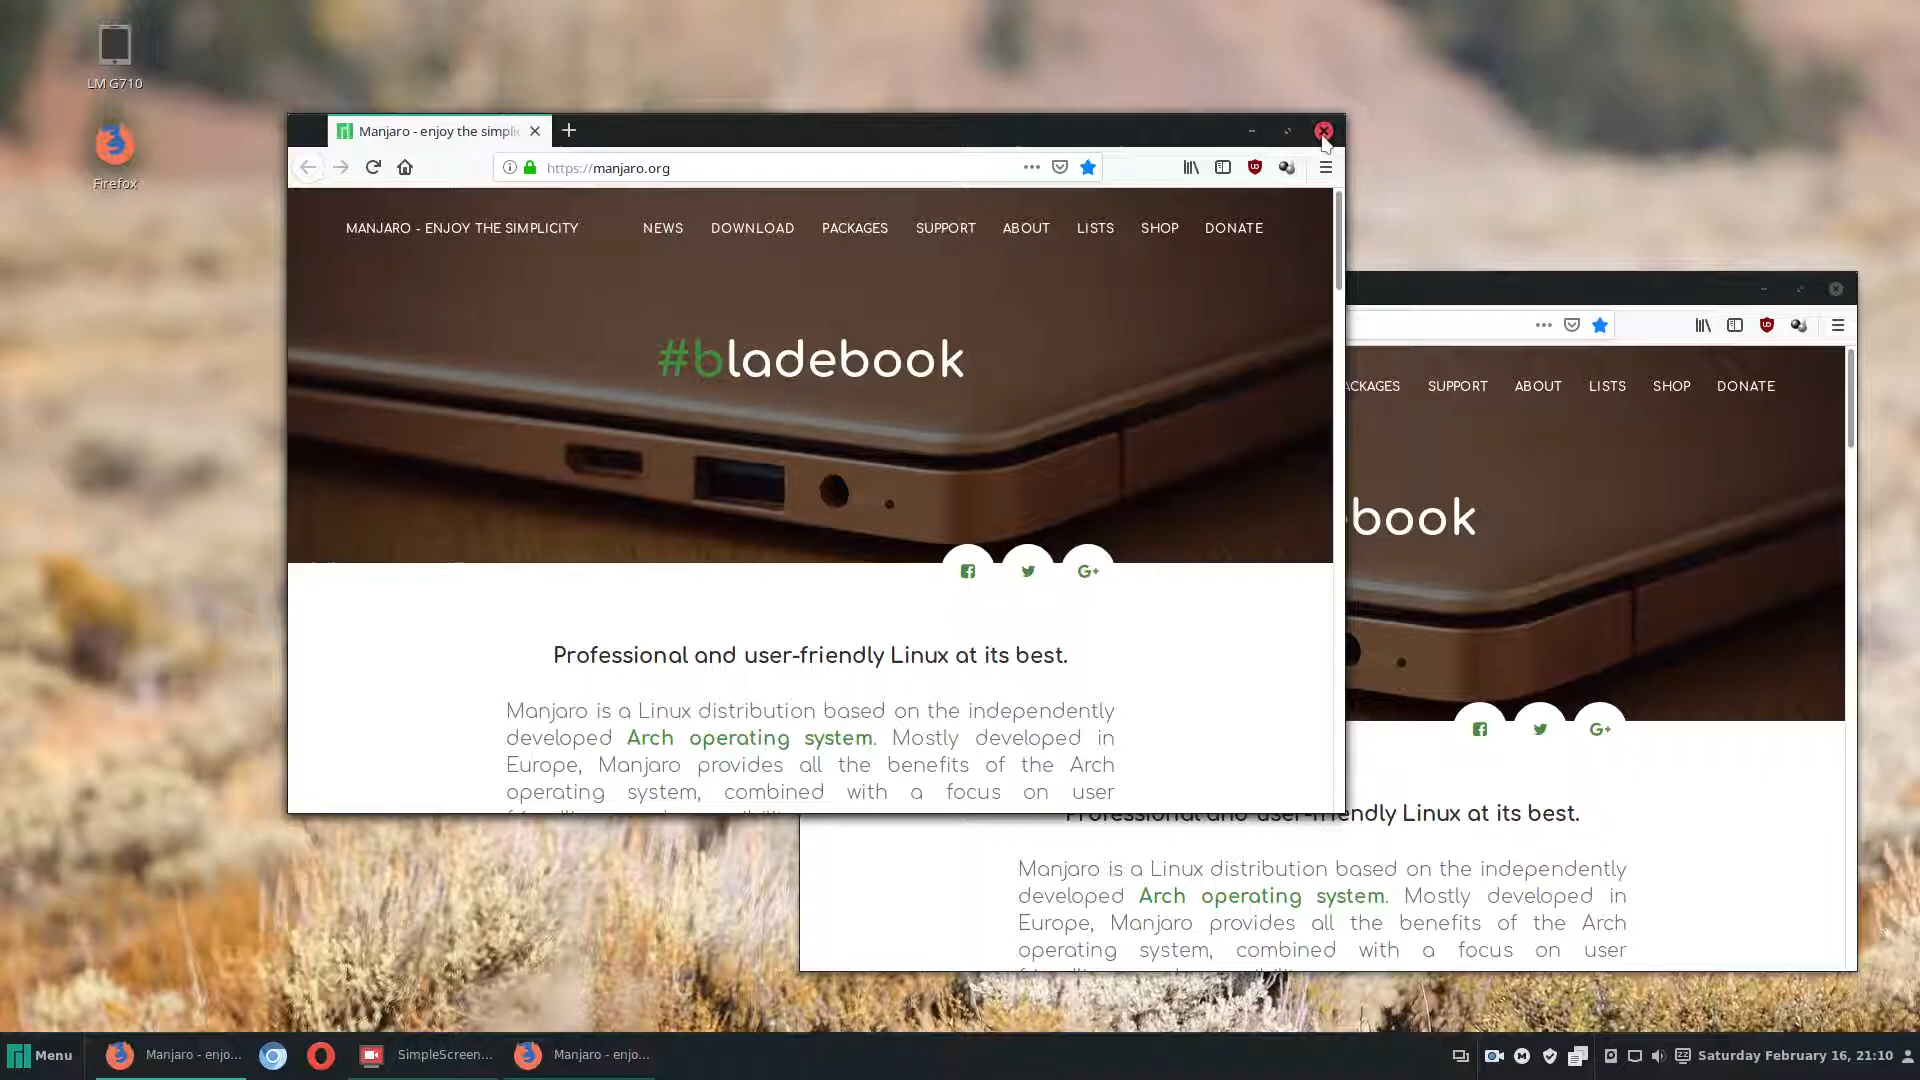 LM G710
Firefox
Manjaro - enjoy the simpli
https://manjaro.org
MANJARO - ENJOY THE SIMPLICITY
NEWS DOWNLOAD PACKAGES SUPPORT ABOUT LISTS SHOP DONATE
#bladebook
Professional and user-friendly Linux at its best.
Manjaro is a Linux distribution based on the independently
developed Arch operating system. Mostly developed in
Europe, Manjaro provides all the benefits of the Arch
operating system, combined with a focus on user
ACKAGES SUPPORT ABOUT LISTS SHOP DONATE
book
Professional and user-friendly Linux at its best.
Manjaro is a Linux distribution based on the independently
developed Arch operating system. Mostly developed in
Europe, Manjaro provides all the benefits of the Arch
operating system, combined with a focus on user
Menu
Manjaro - enjo...
SimpleScreen...
Manjaro - enjo...
Saturday February 16, 21:10